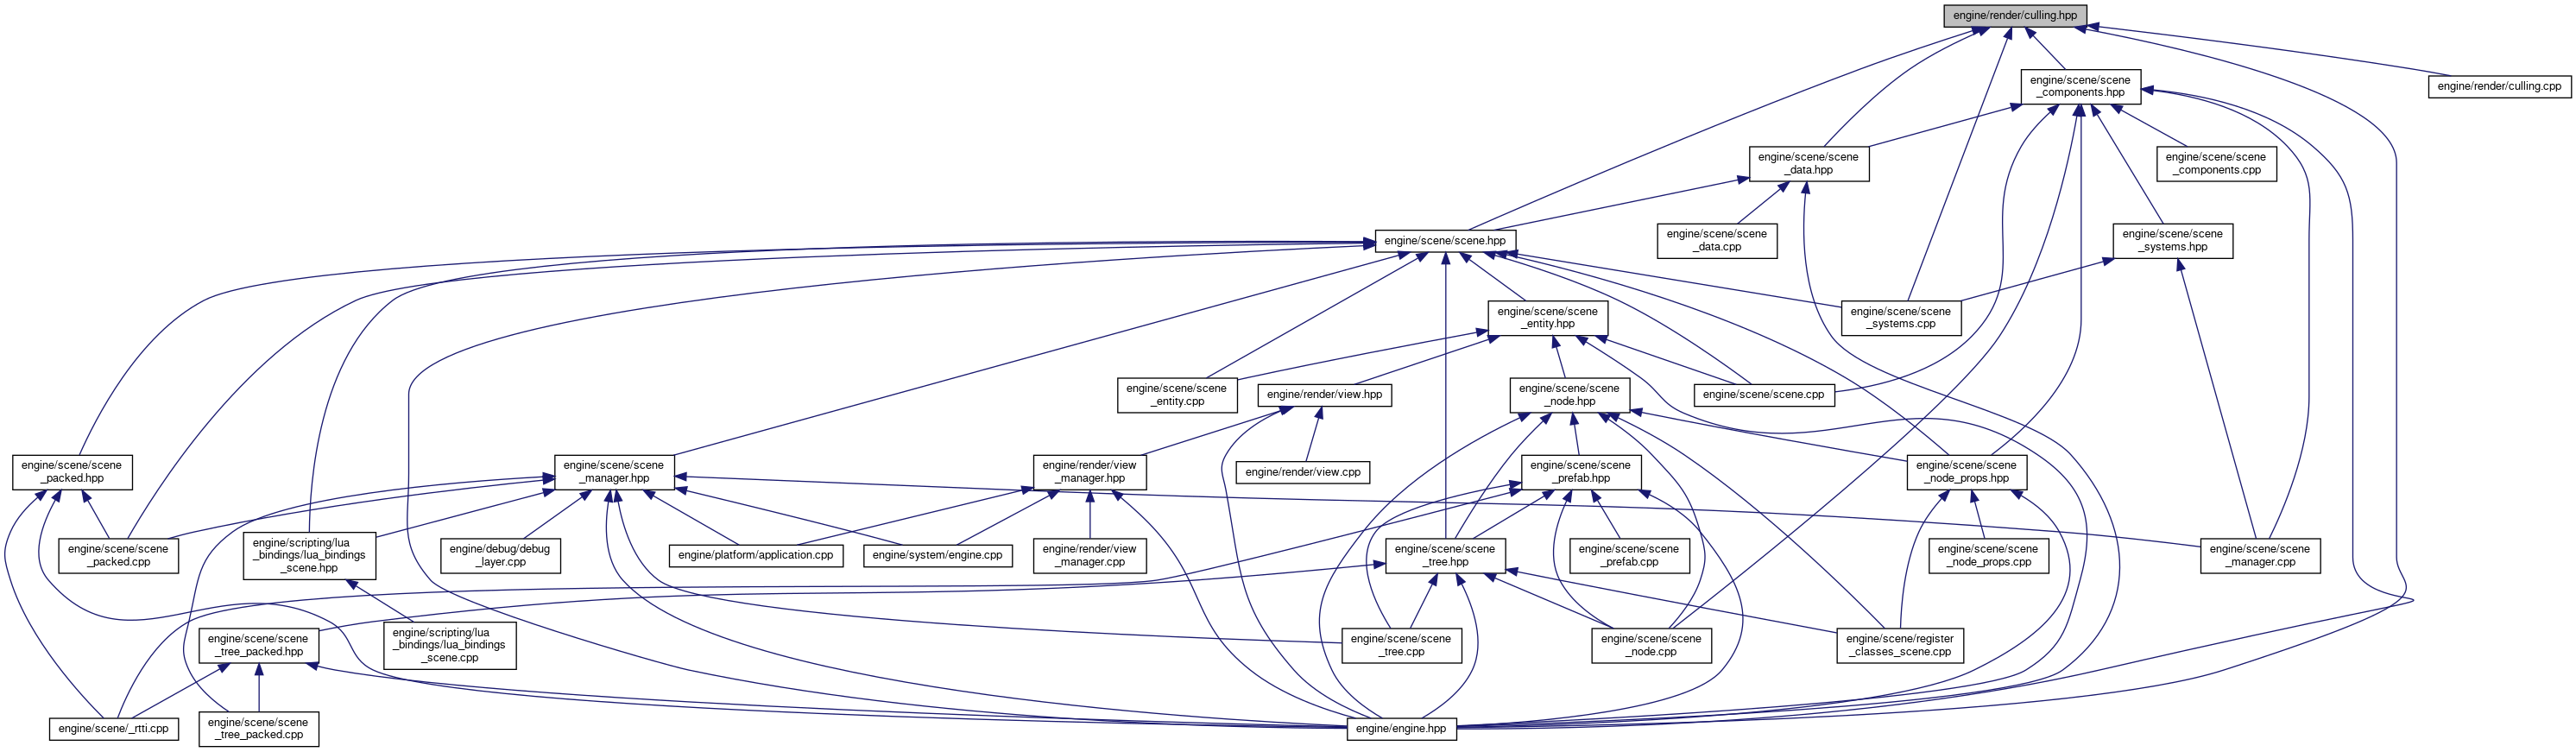 engine/render/culling.hpp
engine/scene/scene
_components.hpp
engine/render/culling.cpp
engine/scene/scene
_data.hpp
engine/scene/scene
_components.cpp
engine/scene/scene.hpp
engine/scene/scene
_data.cpp
engine/scene/scene
_systems.hpp
engine/scene/scene
_entity.hpp
engine/scene/scene
_systems.cpp
engine/scene/scene
_entity.cpp
engine/render/view.hpp
engine/scene/scene
_node.hpp
engine/scene/scene.cpp
engine/scene/scene
_packed.hpp
engine/scene/scene
_manager.hpp
engine/render/view
_manager.hpp
engine/render/view.cpp
engine/scene/scene
_prefab.hpp
engine/scene/scene
_node_props.hpp
engine/scene/scene
_packed.cpp
engine/scripting/lua
_bindings/lua_bindings
_scene.hpp
engine/debug/debug
_layer.cpp
engine/platform/application.cpp
engine/system/engine.cpp
engine/render/view
_manager.cpp
engine/scene/scene
_tree.hpp
engine/scene/scene
_prefab.cpp
engine/scene/scene
_node_props.cpp
engine/scene/scene
_manager.cpp
engine/scene/scene
_tree_packed.hpp
engine/scripting/lua
_bindings/lua_bindings
_scene.cpp
engine/scene/scene
_tree.cpp
engine/scene/scene
_node.cpp
engine/scene/register
_classes_scene.cpp
engine/scene/_rtti.cpp
engine/scene/scene
_tree_packed.cpp
engine/engine.hpp